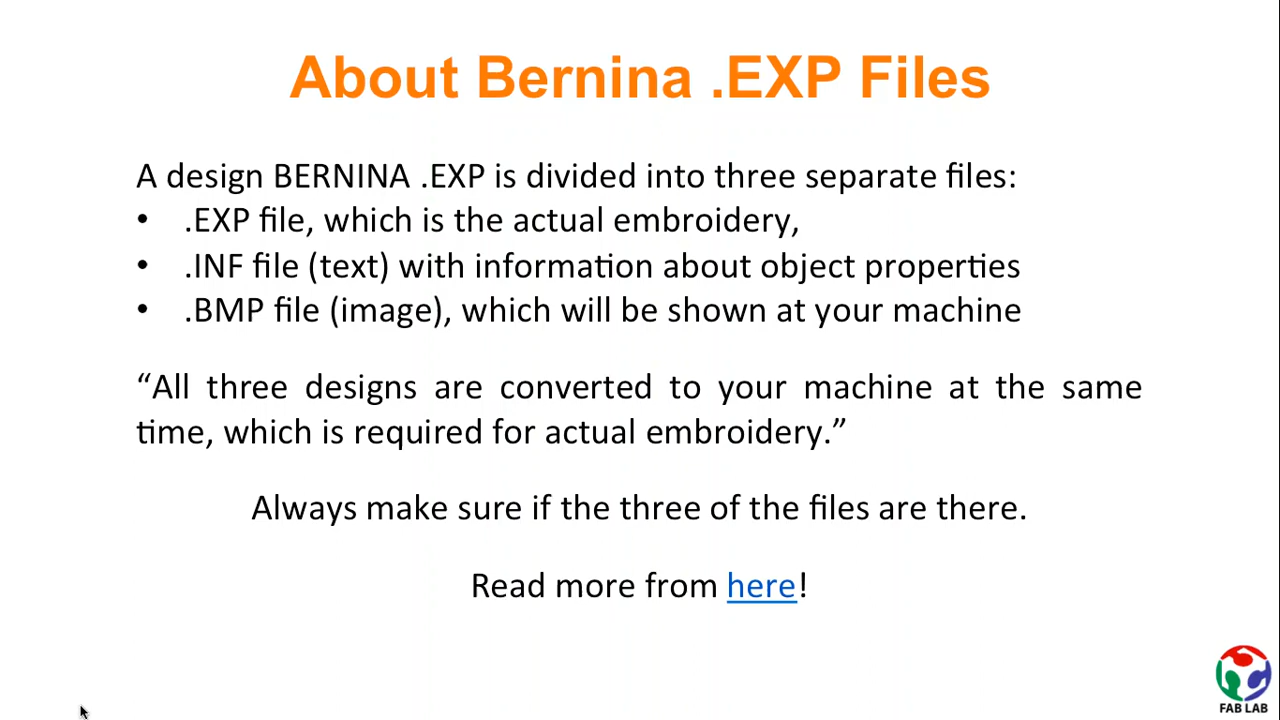 About Bernina .EXP Files
A design BERNINA .EXP is divided into three separate files:
• .EXP file, which is the actual embroidery,
• .INF file (text) with information about object properties
• .BMP file (image), which will be shown at your machine
“All three designs are converted to your machine at the same
time, which is required for actual embroidery.”
Always make sure if the three of the files are there.
Read more from here!
FAB LAB